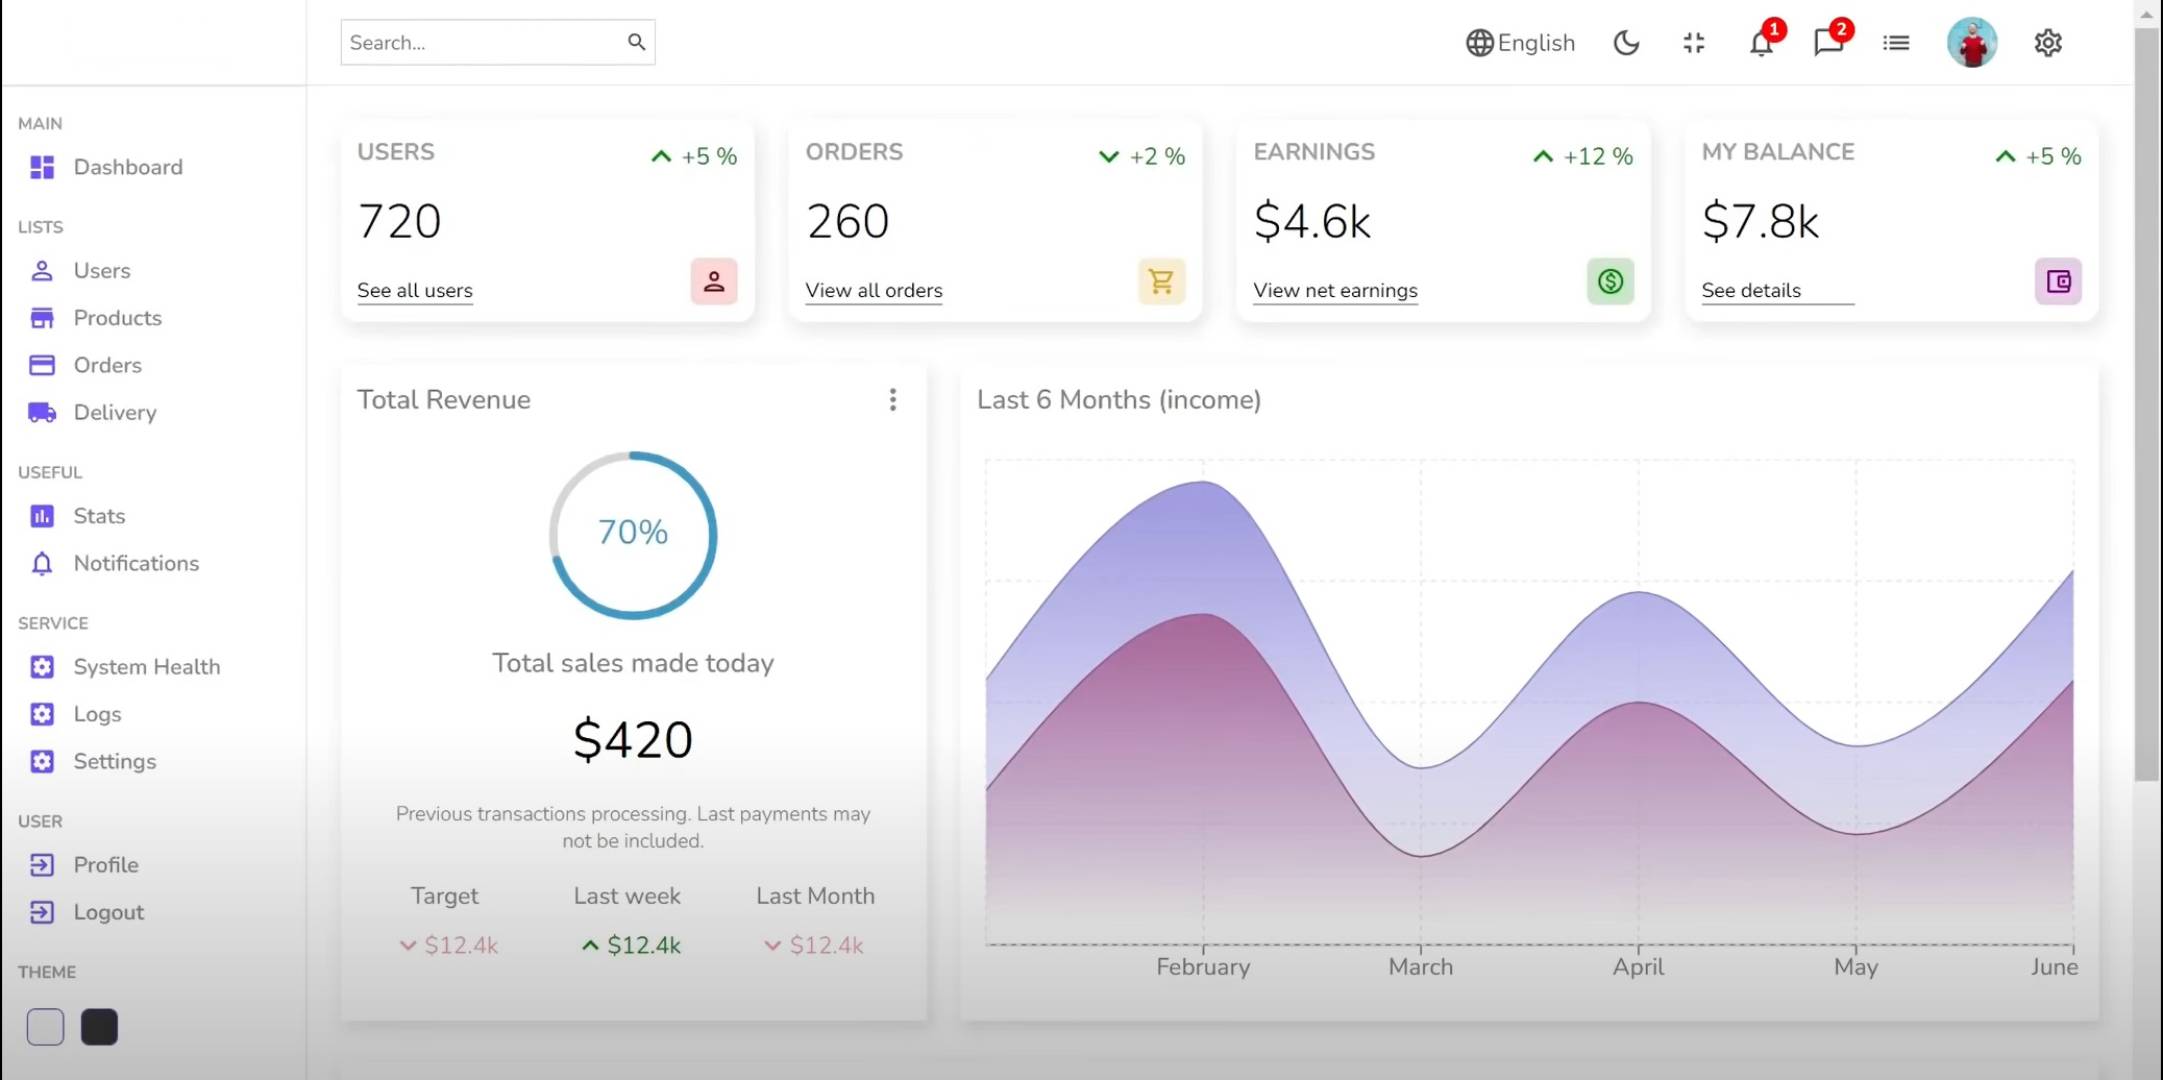 Search...
English
1
2
MAIN
Dashboard
LISTS
Users
Products
Orders
Delivery
USEFUL
Stats
Notifications
SERVICE
System Health
Logs
Settings
USER
Profile
Logout
THEME
USERS
+5 %
720
See all users
ORDERS
+2 %
260
View all orders
EARNINGS
+12 %
$4.6k
View net earnings
MY BALANCE
+5 %
$7.8k
See details
Total Revenue
70%
Total sales made today
$420
Previous transactions processing. Last payments may
not be included.
Target
Last week
Last Month
$12.4k
$12.4k
$12.4k
Last 6 Months (income)
February
March
April
May
June